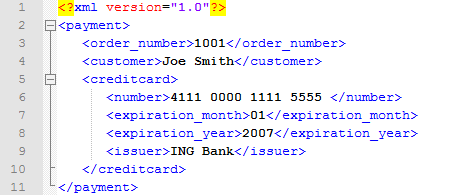 1 <?xml version="1.0"?>
2 <payment>
3 <order_number>1001</order_number>
4 <customer>Joe Smith</customer>
5 <creditcard>
6 <number>4111 0000 1111 5555 </number>
7 <expiration_month>01</expiration_month>
8 <expiration_year>2007</expiration_year>
9 <issuer>ING Bank</issuer>
10 </creditcard>
11 </payment>